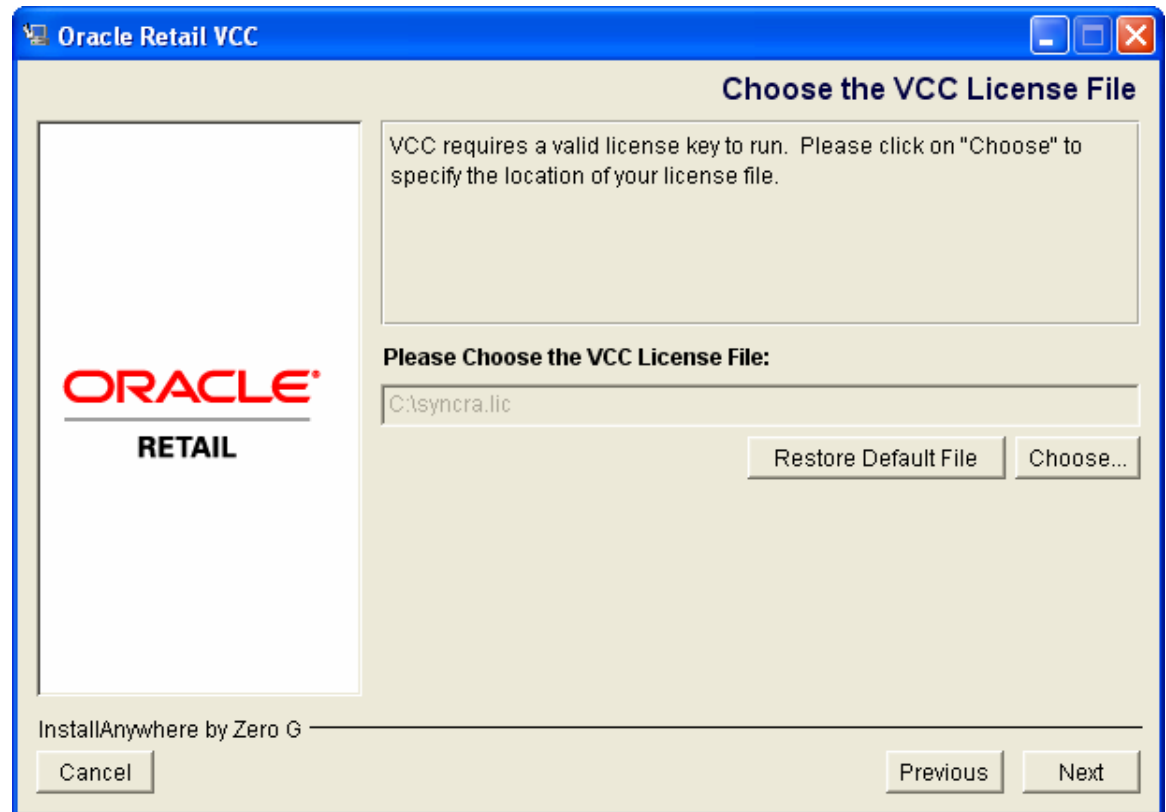 Oracle Retail VCC
Choose the VCC License File
VCC requires a valid license key to run.  Please click on "Choose" to
specify the location of your license file.
Please Choose the VCC License File:
C:\syncra.lic
Restore Default File
Choose...
ORACLE®
RETAIL
InstallAnywhere by Zero G
Cancel
Previous
Next